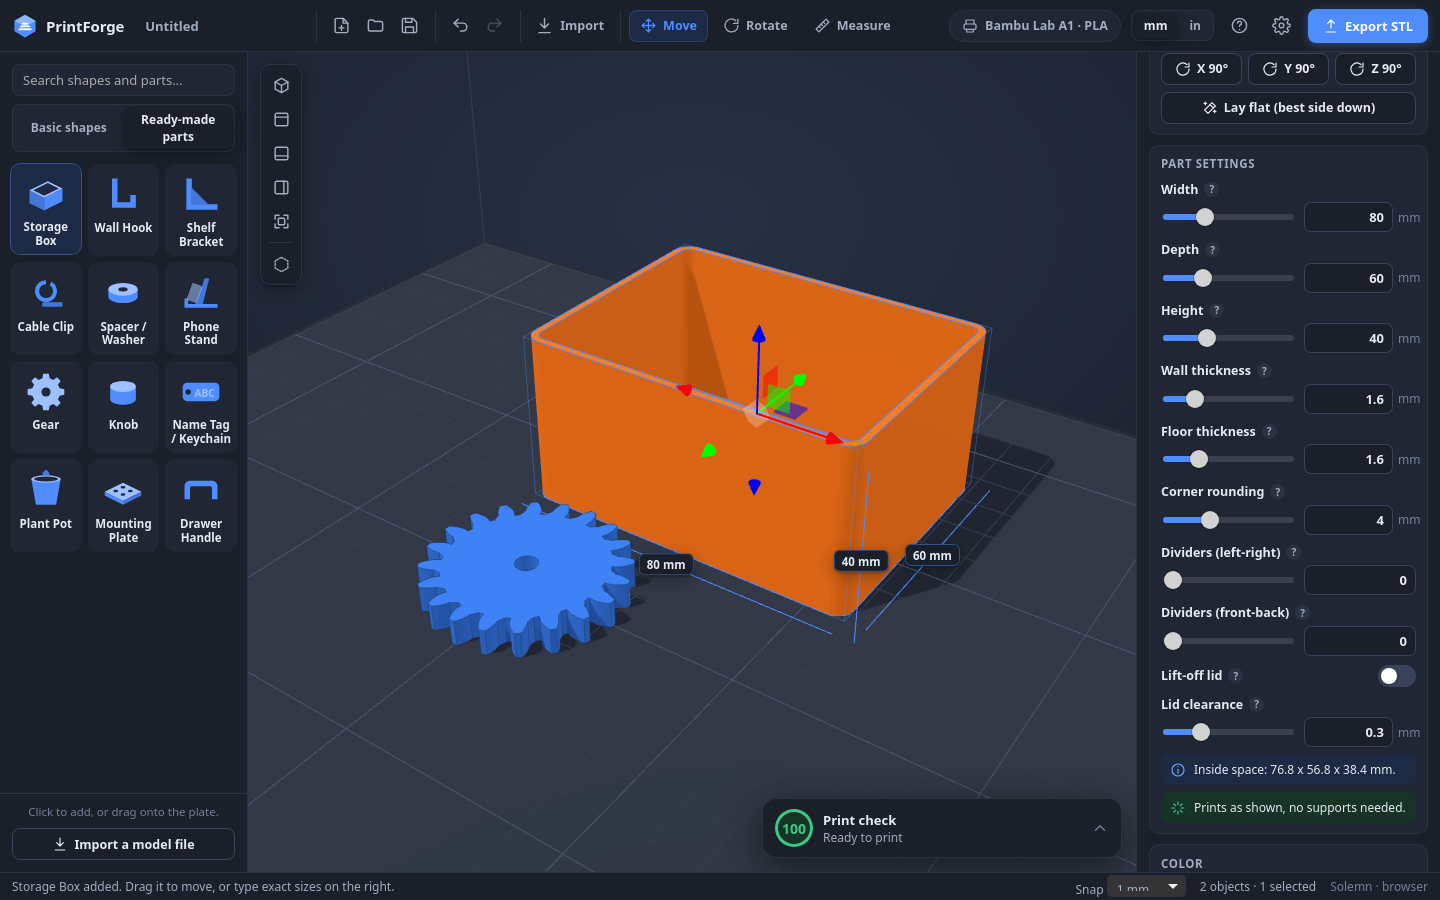 PrintForge
Untitled
Import
Move
Rotate
Measure
Bambu Lab A1 · PLA
mm
in
Export STL
Search shapes and parts...
Basic shapes
Ready-made
parts
Storage
Box
Wall Hook
Shelf
Bracket
Cable Clip
Spacer /
Washer
Phone
Stand
Gear
Knob
ABC
Name Tag
/ Keychain
Plant Pot
Mounting
Plate
Drawer
Handle
Click to add, or drag onto the plate.
Import a model file
80 mm
40 mm
60 mm
100
Print check
Ready to print
X 90°
Y 90°
Z 90°
Lay flat (best side down)
PART SETTINGS
Width ?
80 mm
Depth ?
60 mm
Height ?
40 mm
Wall thickness ?
1.6 mm
Floor thickness ?
1.6 mm
Corner rounding ?
4 mm
Dividers (left-right) ?
0
Dividers (front-back) ?
0
Lift-off lid ?
Lid clearance ?
0.3 mm
Inside space: 76.8 x 56.8 x 38.4 mm.
Prints as shown, no supports needed.
COLOR
Storage Box added. Drag it to move, or type exact sizes on the right.
Snap 1 mm
2 objects · 1 selected
Solemn · browser